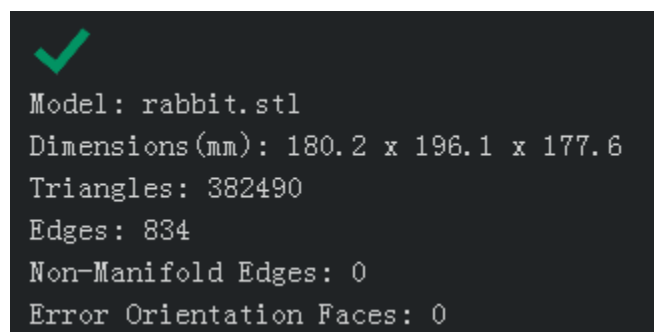 Model: rabbit.stl
Dimensions(mm): 180.2 x 196.1 x 177.6
Triangles: 382490
Edges: 834
Non-Manifold Edges: 0
Error Orientation Faces: 0